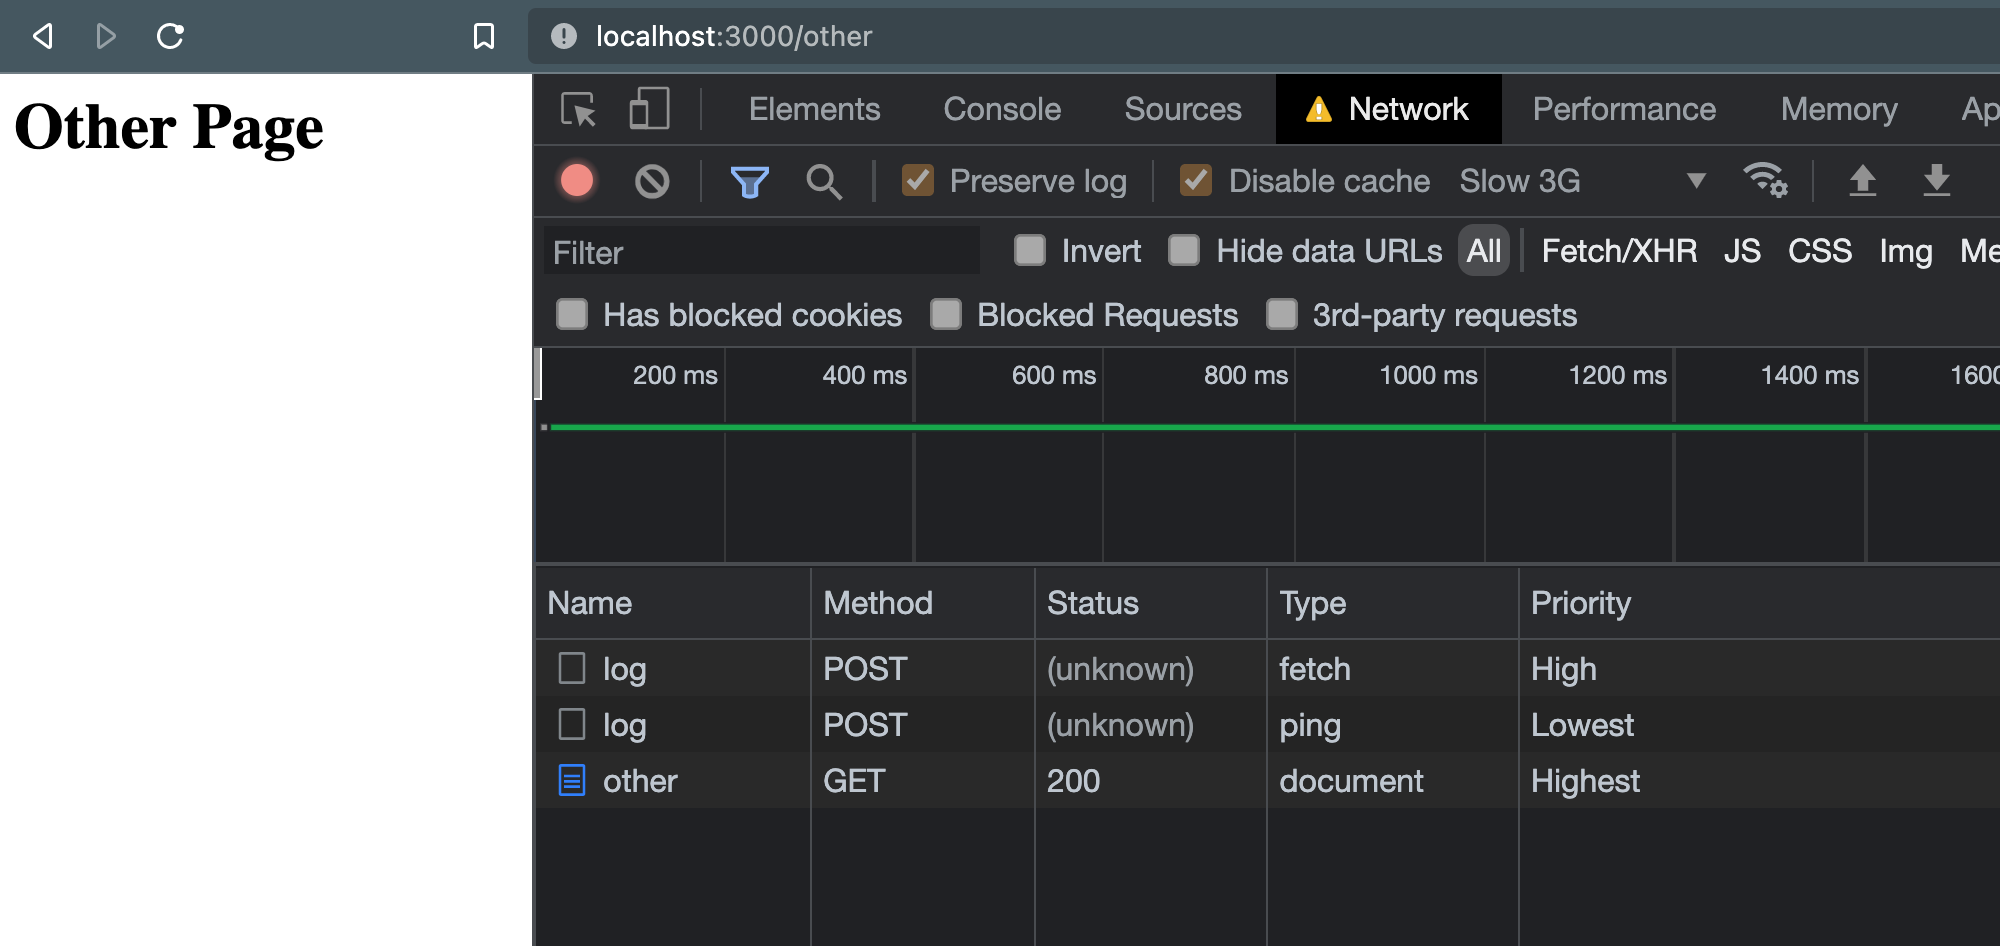 localhost:3000/other
Other Page
Elements Console Sources Network Performance Memory Ap
Preserve log Disable cache Slow 3G
Filter Invert Hide data URLs All Fetch/XHR JS CSS Img Me
Has blocked cookies Blocked Requests 3rd-party requests
200 ms 400 ms 600 ms 800 ms 1000 ms 1200 ms 1400 ms 1600
Name Method Status Type Priority
log POST (unknown) fetch High
log POST (unknown) ping Lowest
other GET 200 document Highest